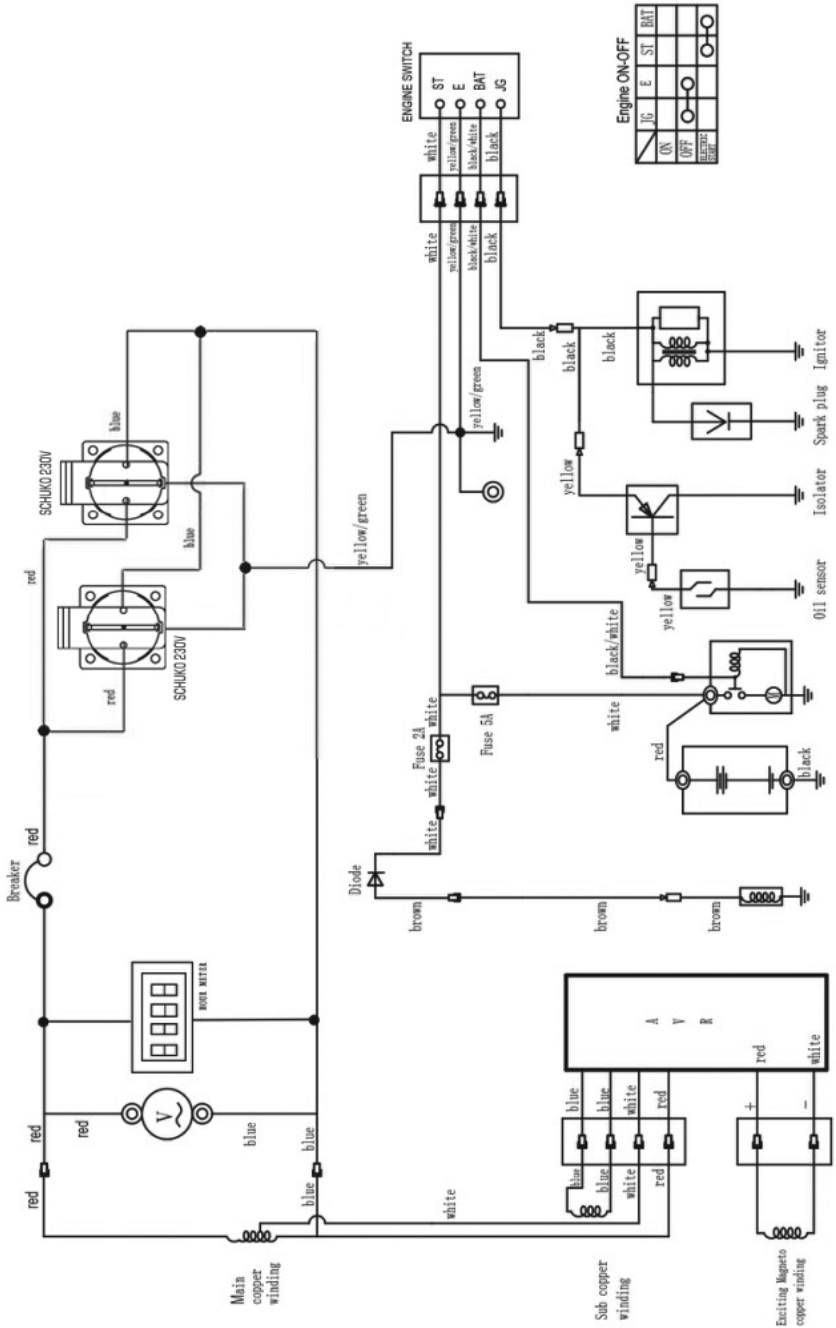 ENGINE SWITCH
ST
E
BAT
JG
white
yellow/green
black/white
black
white
yellow/green
black/white
black
Engine ON-OFF
JG
E
ST
BAT
ON
OFF
ELECTRIC
START
SCHUKO 230V
blue
red
blue
SCHUKO 230V
red
yellow/green
yellow/green
black
black
black
yellow
yellow
yellow
Ignitor
Spark plug
Isolator
Oil sensor
black/white
white
Fuse 5A
Fuse 2A
white
white
white
red
black
Diode
brown
brown
brown
Breaker
red
HOUR METER
V
red
red
red
blue
blue
blue
Main
copper
winding
white
A V R
blue
blue
white
red
blue
blue
white
red
red
white
+
-
Sub copper
winding
Exciting Magneto
copper winding